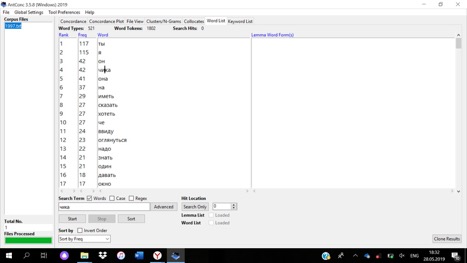 AntConc 3.5.8 (Windows) 2019
File Global Settings Tool Preferences Help
Corpus Files
1997.txt
Concordance Concordance Plot File View Clusters/N-Grams Collocates Word List Keyword List
Word Types: 521 Word Tokens: 1802 Search Hits: 0
Rank Freq Word Lemma Word Form(s)
1 117 ты
2 115 я
3 42 он
4 42 чика
5 41 она
6 37 на
7 29 иметь
8 27 сказать
9 27 хотеть
10 27 че
11 24 ввиду
12 23 оглянуться
13 22 надо
14 21 знать
15 21 один
16 18 давать
17 17 окно
Search Term Words Case Regex Hit Location
чика Advanced Search Only 0
Start Stop Sort Lemma List Loaded
Word List Loaded
Sort by Invert Order
Sort by Freq
Total No.
1
Files Processed
Clone Results
ENG 16:32
28.05.2019